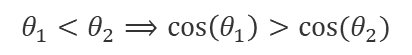 θ₁ < θ₂ ⟹ cos(θ₁) > cos(θ₂)